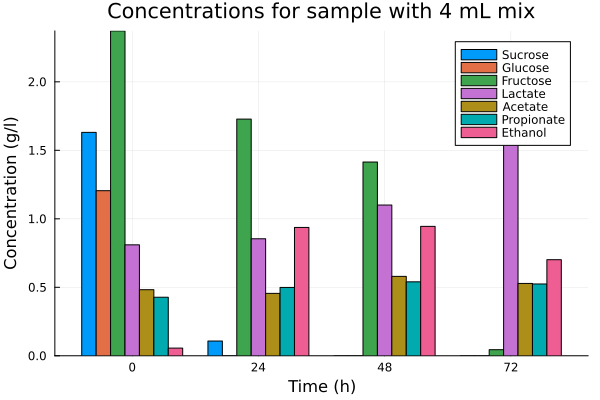 Concentrations for sample with 4 mL mix
Sucrose
Glucose
Fructose
Lactate
Acetate
Propionate
Ethanol
Concentration (g/l)
2.0
1.5
1.0
0.5
0.0
0 24 48 72
Time (h)